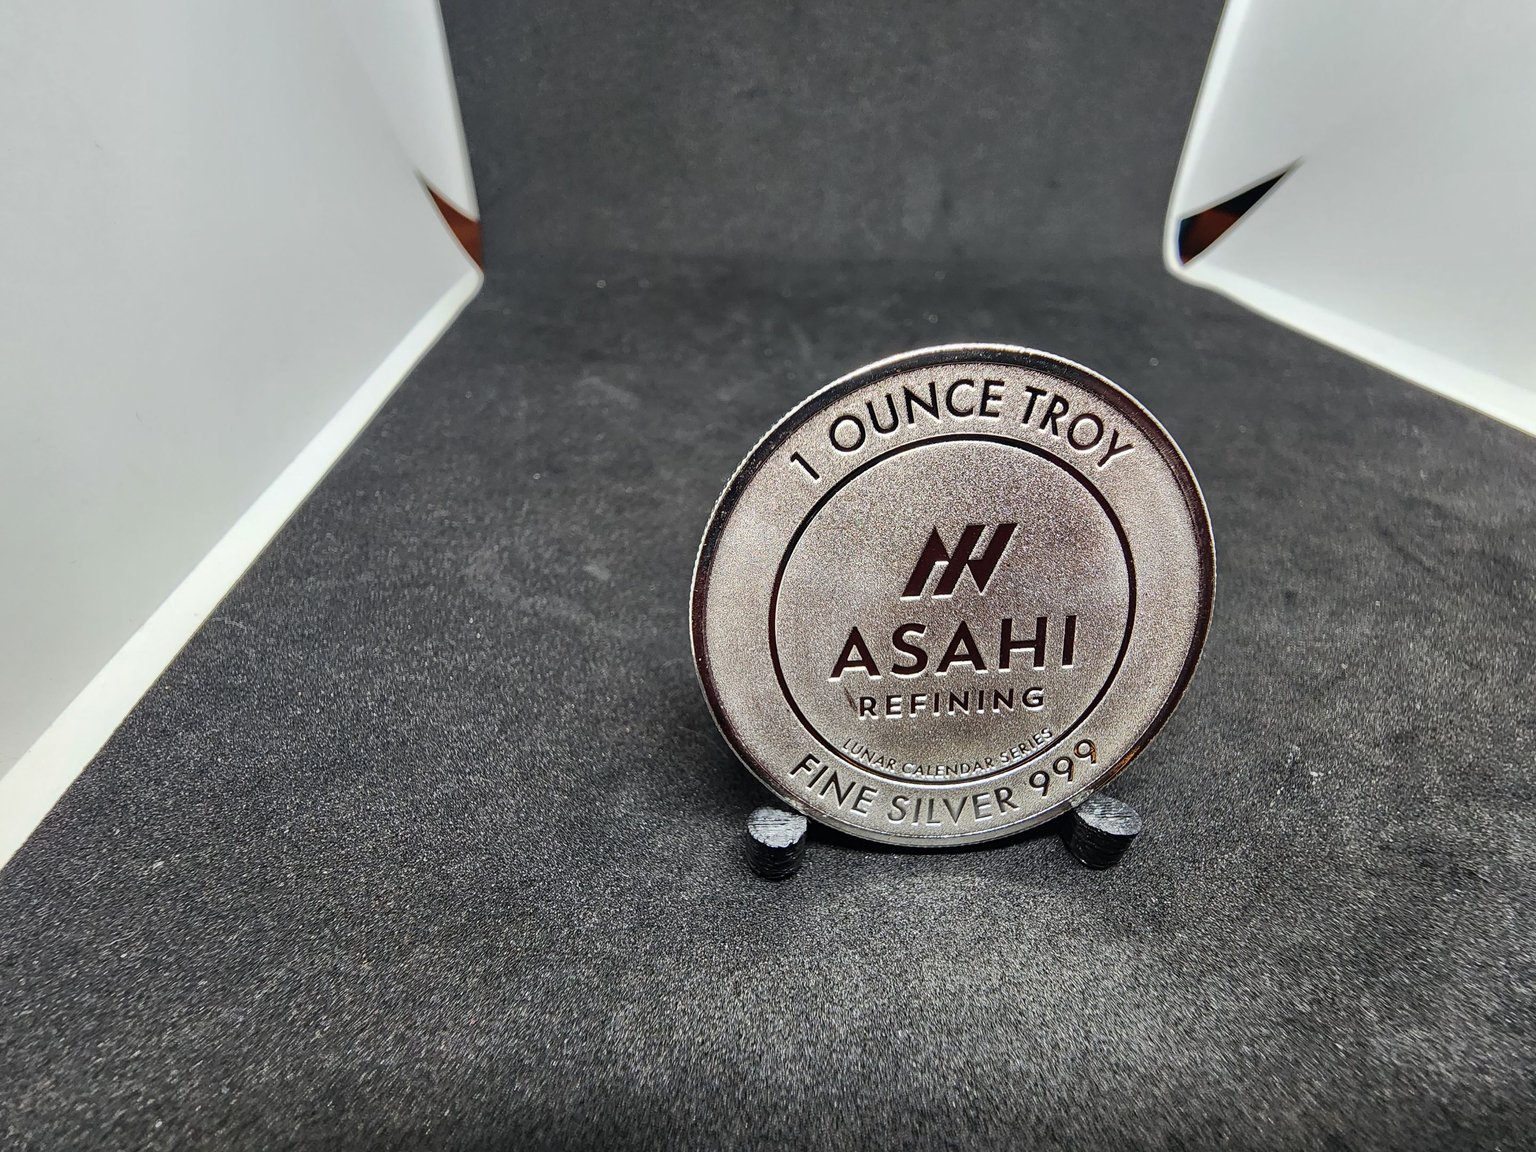 1 OUNCE TROY
ASAHI
REFINING
LUNAR CALENDAR SERIES
FINE SILVER 999